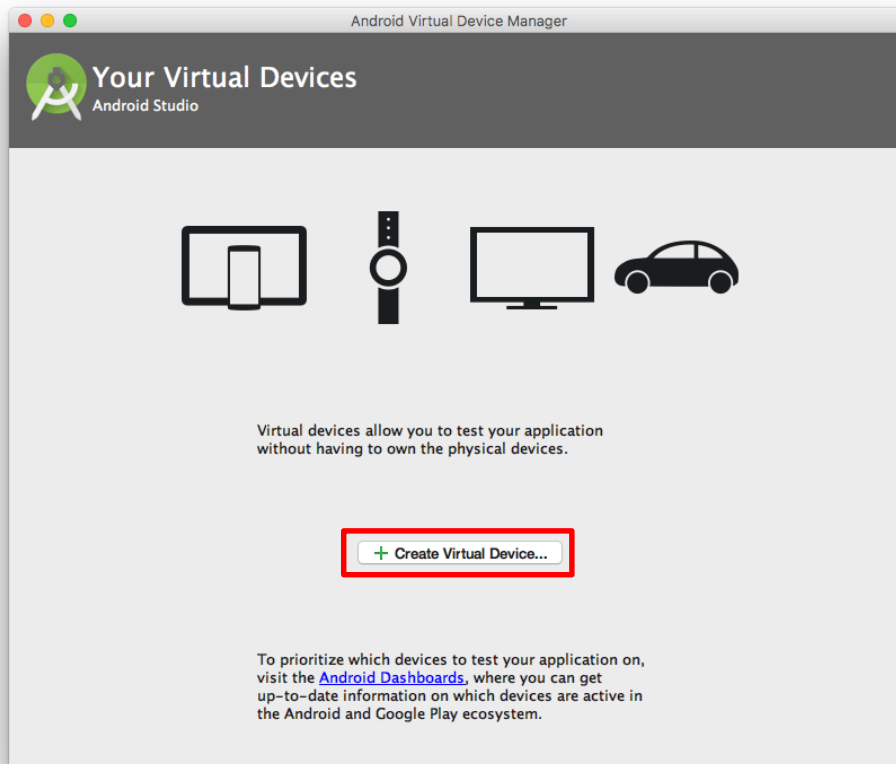 Android Virtual Device Manager
Your Virtual Devices
Android Studio
Virtual devices allow you to test your application
without having to own the physical devices.
+ Create Virtual Device...
To prioritize which devices to test your application on,
visit the Android Dashboards, where you can get
up-to-date information on which devices are active in
the Android and Google Play ecosystem.